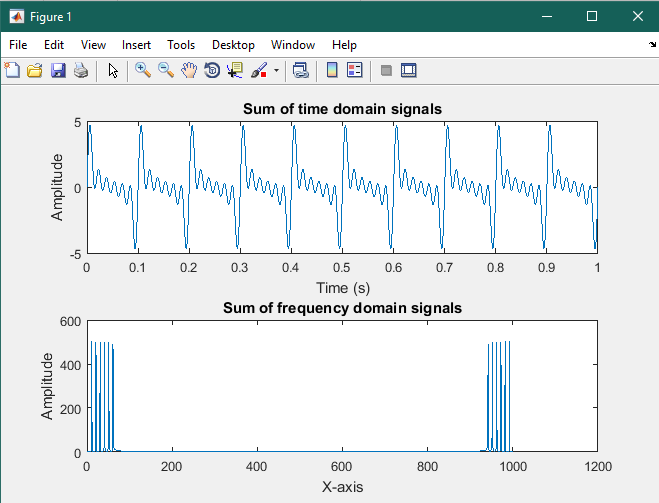 Figure 1
File Edit View Insert Tools Desktop Window Help
Sum of time domain signals
Amplitude
5
0
-5
0 0.1 0.2 0.3 0.4 0.5 0.6 0.7 0.8 0.9 1
Time (s)
Sum of frequency domain signals
Amplitude
600
400
200
0
0 200 400 600 800 1000 1200
X-axis